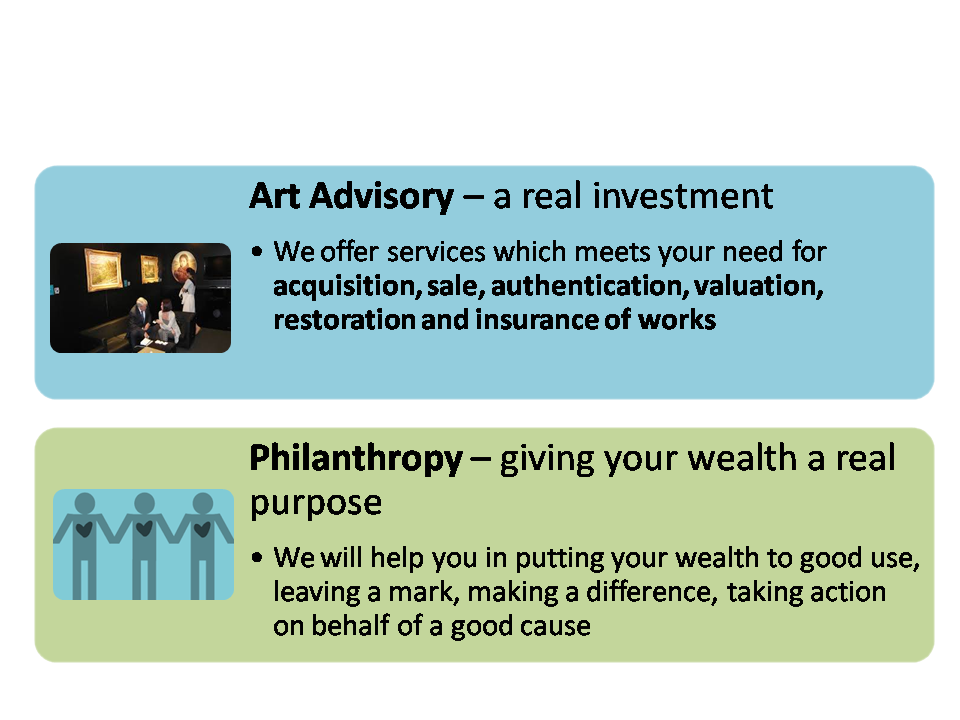 Art Advisory – a real investment
• We offer services which meets your need for
acquisition, sale, authentication, valuation,
restoration and insurance of works
Philanthropy – giving your wealth a real
purpose
• We will help you in putting your wealth to good use,
leaving a mark, making a difference, taking action
on behalf of a good cause